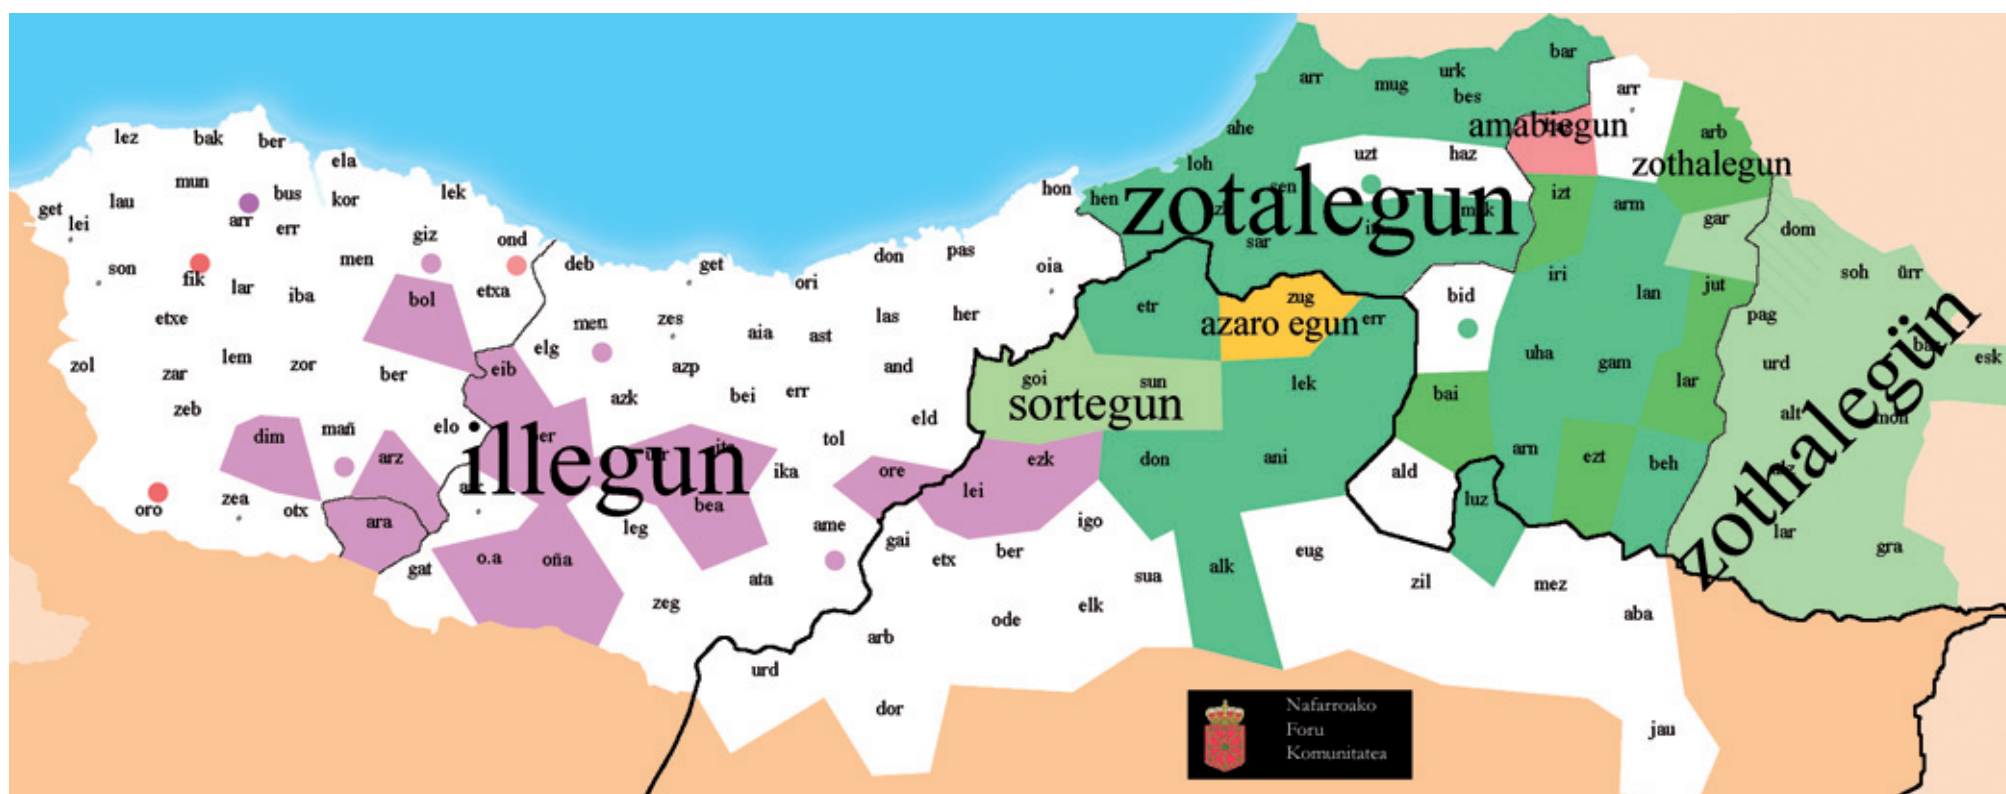 bar
arr
mug
urk
bes
arr
lez
bak
ber
ahe
amabiegun
arb
ela
uzt
haz
zothalegun
loh
mun
bus
kor
lek
hon
hen
zotalegun
izt
arm
lau
get
lei
arr
err
gar
dom
giz
ond
sar
men
don
pas
son
fik
lar
iba
etxa
deb
get
ori
oia
iri
lan
jut
soh
ürr
bol
etr
zug
bid
etxe
men
zes
aia
ast
las
her
azaro egun
err
pag
zol
zar
lem
zor
ber
eib
elg
azp
and
goi
sun
lek
uha
gam
lar
urd
esk
zeb
azk
bei
err
eld
sortegun
bai
alt
zothalegün
dim
mañ
elo
tol
arz
illegun
ika
ore
ezk
don
ani
ald
arn
ezt
beh
oro
zea
otx
ara
bea
leg
ame
lei
igo
luz
lar
gat
o.a
oña
ata
gai
etx
ber
sua
alk
eug
zil
mez
gra
zeg
arb
ode
elk
aba
urd
dor
jau
Nafarroako
Foru
Komunitatea